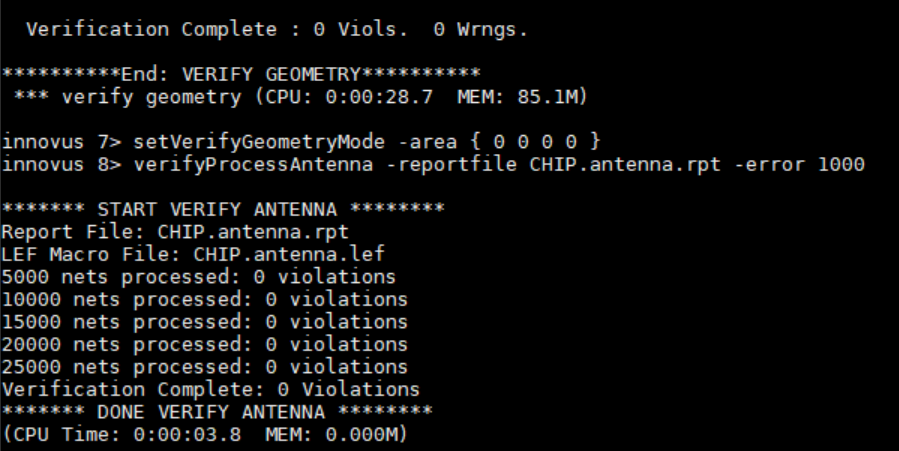 Verification Complete : 0 Viols.  0 Wrngs.
**********End: VERIFY GEOMETRY**********
*** verify geometry (CPU: 0:00:28.7  MEM: 85.1M)
innovus 7> setVerifyGeometryMode -area { 0 0 0 0 }
innovus 8> verifyProcessAntenna -reportfile CHIP.antenna.rpt -error 1000
******* START VERIFY ANTENNA ********
Report File: CHIP.antenna.rpt
LEF Macro File: CHIP.antenna.lef
5000 nets processed: 0 violations
10000 nets processed: 0 violations
15000 nets processed: 0 violations
20000 nets processed: 0 violations
25000 nets processed: 0 violations
Verification Complete: 0 Violations
******* DONE VERIFY ANTENNA ********
(CPU Time: 0:00:03.8  MEM: 0.000M)